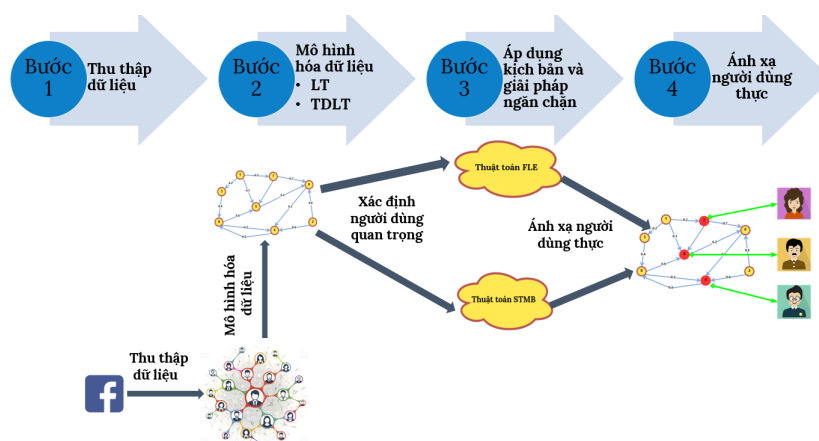 Bước
1
Thu thập
dữ liệu
Bước
2
Mô hình
hóa dữ liệu
• LT
• TDLT
Bước
3
Áp dụng
kịch bản và
giải pháp
ngăn chặn
Bước
4
Ánh xạ
người dùng
thực
Thuật toán FLE
Xác định
người dùng
quan trọng
Ánh xạ người
dùng thực
Thuật toán STMB
Mô hình hóa
dữ liệu
Thu thập
dữ liệu